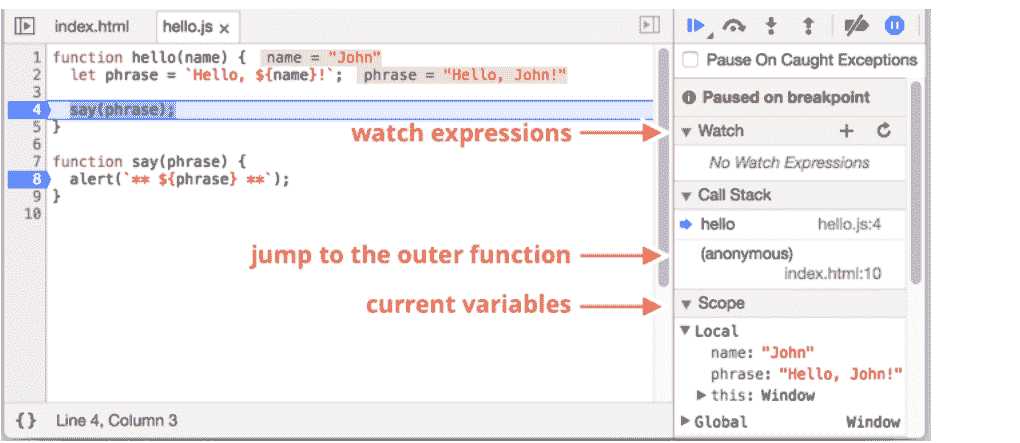 index.html hello.js ×
1 function hello(name) { name = "John"
2 let phrase = `Hello, ${name}!`; phrase = "Hello, John!"
3
4 say(phrase);
5 }
6
7 function say(phrase) {
8 alert(`** ${phrase} **`);
9 }
10
watch expressions
jump to the outer function
current variables
{} Line 4, Column 3
Pause On Caught Exceptions
Paused on breakpoint
Watch
No Watch Expressions
Call Stack
hello hello.js:4
(anonymous)
index.html:10
Scope
Local
name: "John"
phrase: "Hello, John!"
this: Window
Global Window